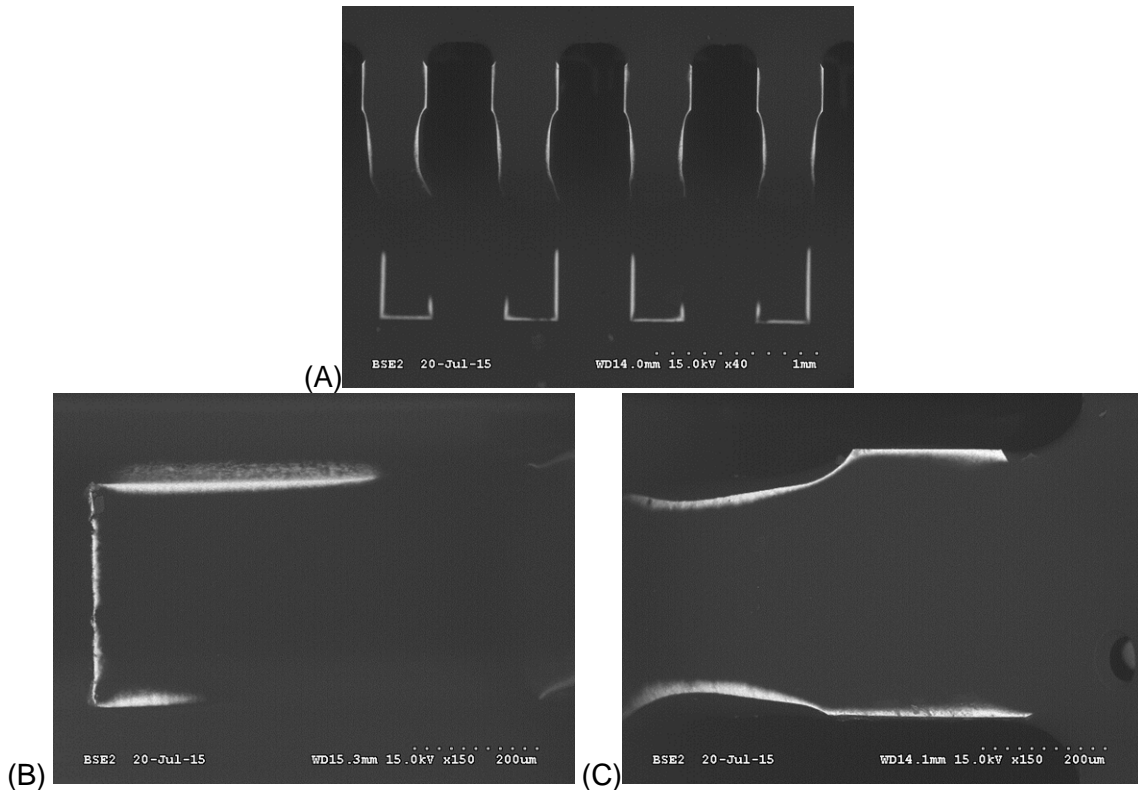 BSE2 20-Jul-15 WD14.0mm 15.0kV x40 1mm
(A)
BSE2 20-Jul-15 WD15.3mm 15.0kV x150 200um
(B)
BSE2 20-Jul-15 WD14.1mm 15.0kV x150 200um
(C)